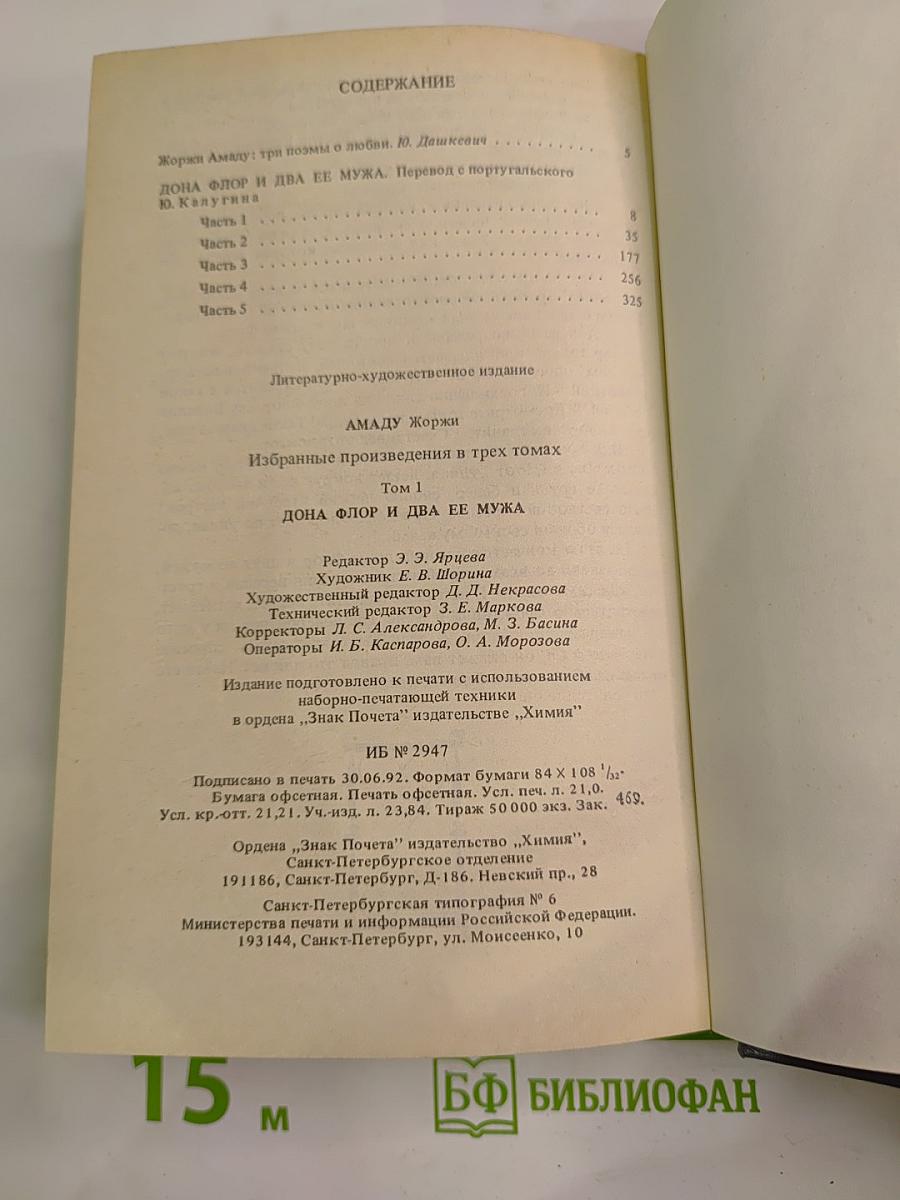 СОДЕРЖАНИЕ
Жоржи Амаду: три поэмы о любви. Ю. Дашкевич . . . . . . . . . . 5
ДОНА ФЛОР И ДВА ЕЕ МУЖА. Перевод с португальского
Ю. Калугина
Часть 1 . . . . . . . . . . . . . . . . . . . . . . . . . . . . . . . 8
Часть 2 . . . . . . . . . . . . . . . . . . . . . . . . . . . . . . . 35
Часть 3 . . . . . . . . . . . . . . . . . . . . . . . . . . . . . . . 177
Часть 4 . . . . . . . . . . . . . . . . . . . . . . . . . . . . . . . 256
Часть 5 . . . . . . . . . . . . . . . . . . . . . . . . . . . . . . . 325
Литературно-художественное издание
АМАДУ Жоржи
Избранные произведения в трех томах
Том 1
ДОНА ФЛОР И ДВА ЕЕ МУЖА
Редактор Э. Э. Ярцева
Художник Е. В. Шорина
Художественный редактор Д. Д. Некрасова
Технический редактор З. Е. Маркова
Корректоры Л. С. Александрова, М. З. Басина
Операторы И. Б. Каспарова, О. А. Морозова
Издание подготовлено к печати с использованием
наборно-печатающей техники
в ордена „Знак Почета" издательстве „Химия"
ИБ № 2947
Подписано в печать 30.06.92. Формат бумаги 84 × 108 1/32.
Бумага офсетная. Печать офсетная. Усл. печ. л. 21,0.
Усл. кр.-отт. 21,21. Уч.-изд. л. 23,84. Тираж 50 000 экз. Зак. 469.
Ордена „Знак Почета" издательство „Химия",
Санкт-Петербургское отделение
191186, Санкт-Петербург, Д-186. Невский пр., 28
Санкт-Петербургская типография № 6
Министерства печати и информации Российской Федерации.
193144, Санкт-Петербург, ул. Моисеенко, 10
15 м
БФ БИБЛИОФАН